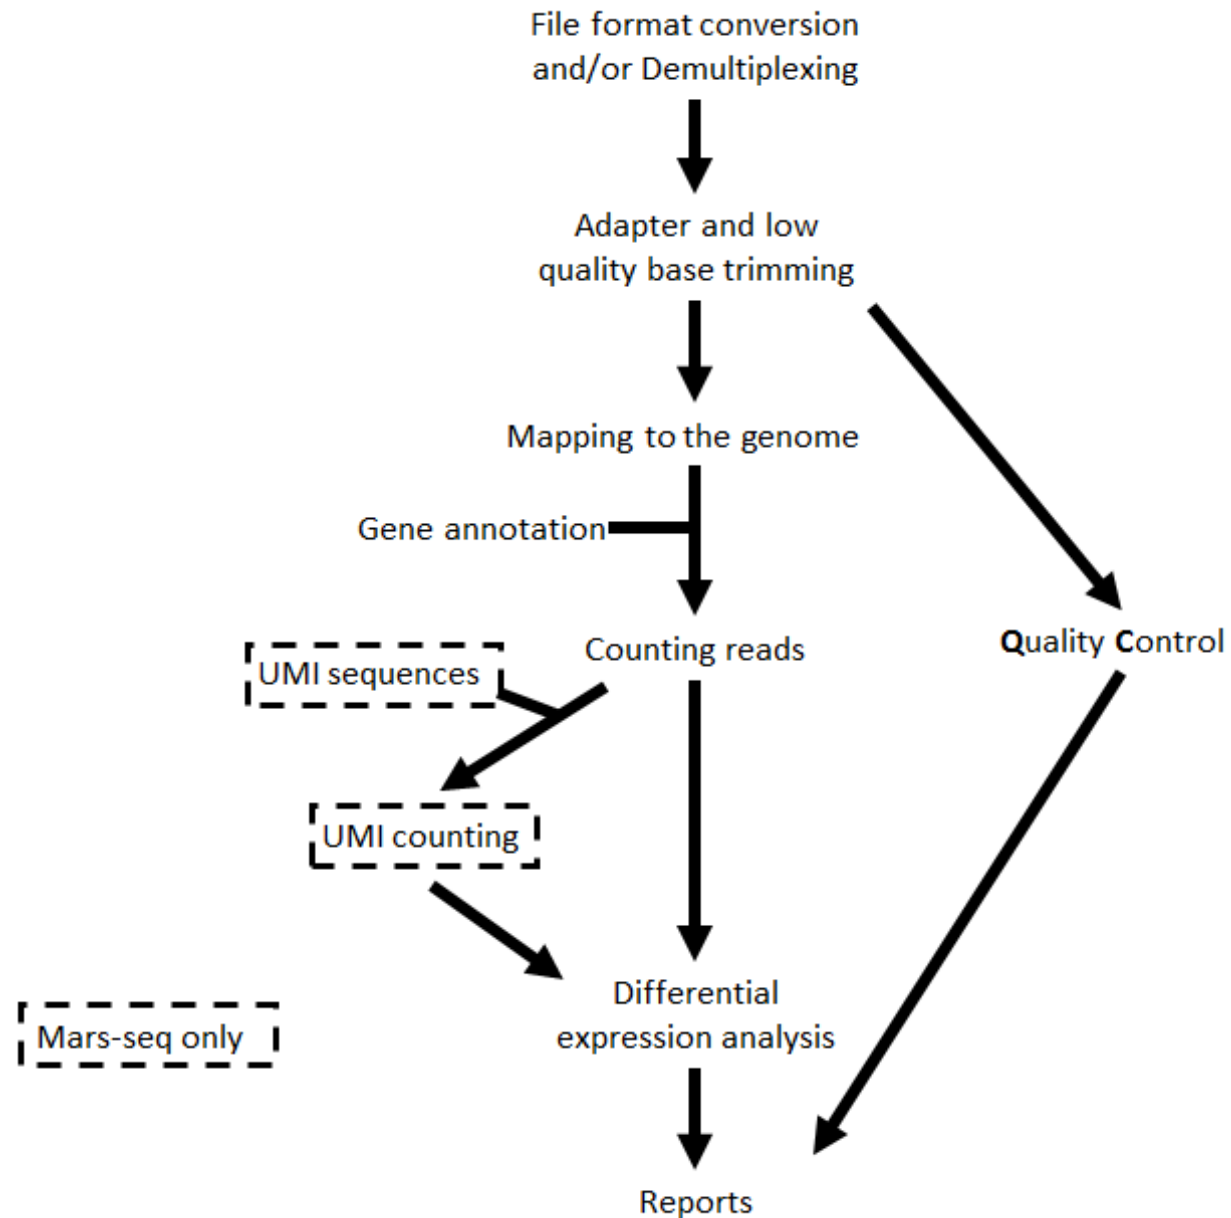 File format conversion
and/or Demultiplexing
Adapter and low
quality base trimming
Mapping to the genome
Gene annotation
Counting reads
Quality Control
UMI sequences
UMI counting
Differential
expression analysis
Mars-seq only
Reports